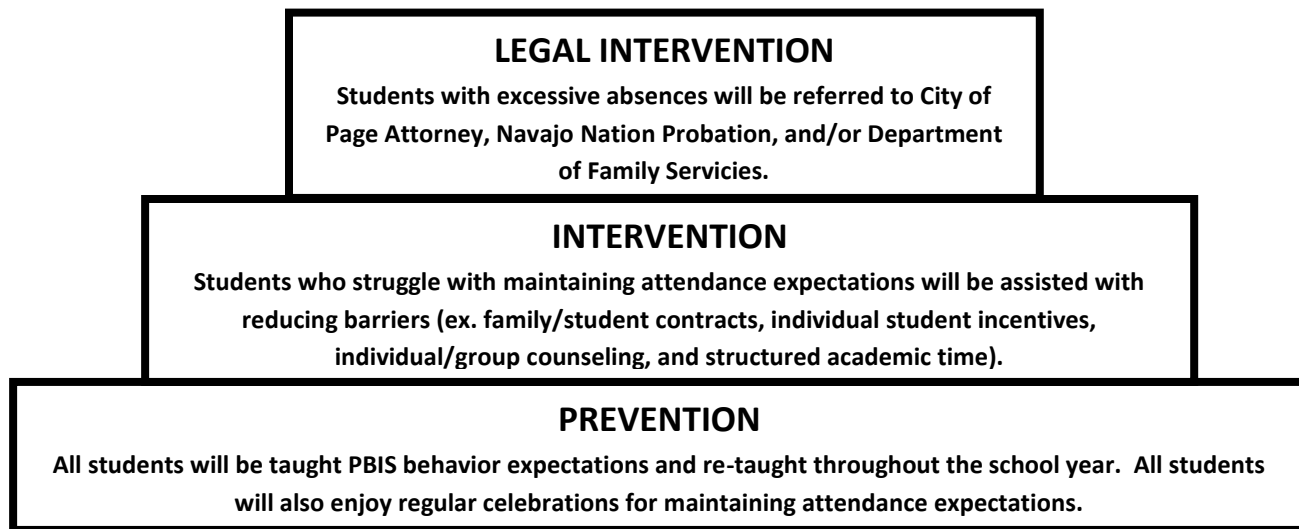 LEGAL INTERVENTION
Students with excessive absences will be referred to City of
Page Attorney, Navajo Nation Probation, and/or Department
of Family Servicies.
INTERVENTION
Students who struggle with maintaining attendance expectations will be assisted with
reducing barriers (ex. family/student contracts, individual student incentives,
individual/group counseling, and structured academic time).
PREVENTION
All students will be taught PBIS behavior expectations and re-taught throughout the school year.  All students
will also enjoy regular celebrations for maintaining attendance expectations.